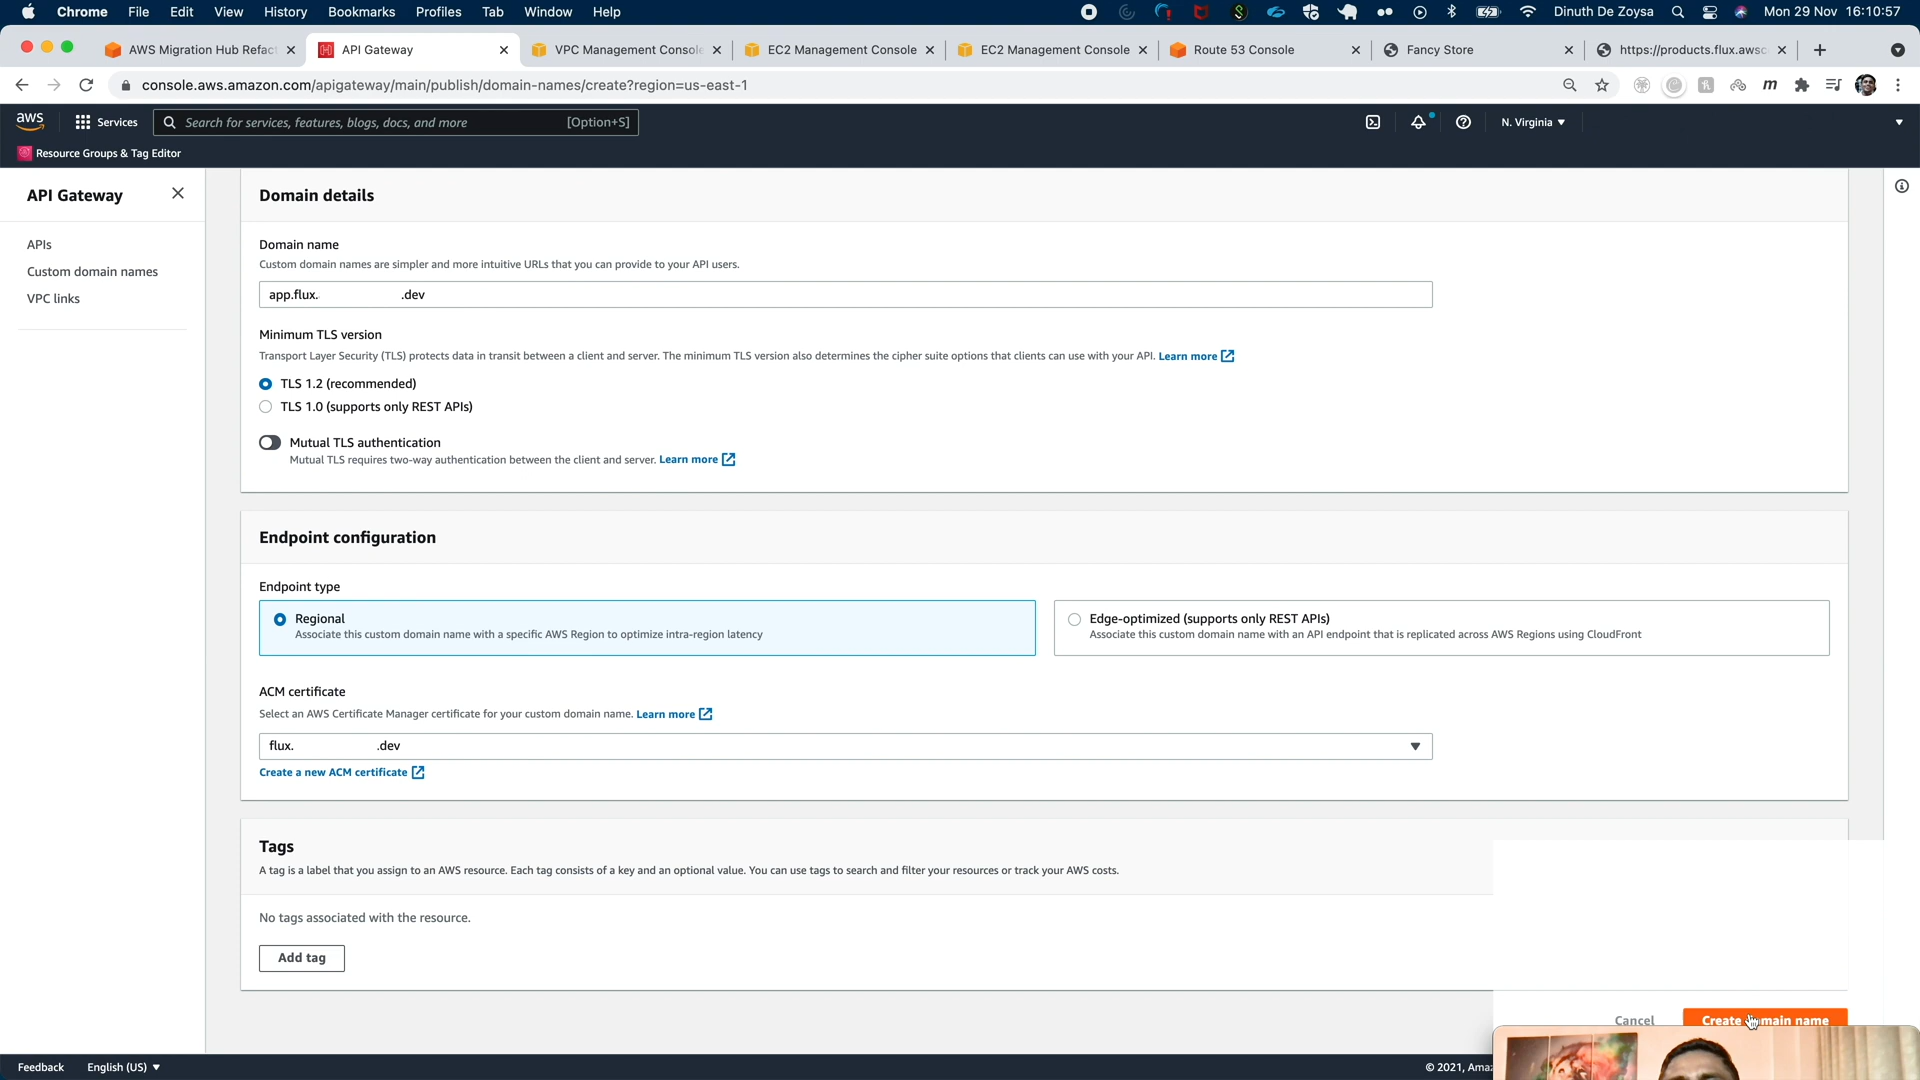 Chrome File Edit View History Bookmarks Profiles Tab Window Help Dinuth De Zoysa Mon 29 Nov 16:10:57
AWS Migration Hub Refact API Gateway VPC Management Console EC2 Management Console EC2 Management Console Route 53 Console Fancy Store https://products.flux.awsc
console.aws.amazon.com/apigateway/main/publish/domain-names/create?region=us-east-1
aws Services Search for services, features, blogs, docs, and more [Option+S] N. Virginia
Resource Groups & Tag Editor
API Gateway
APIs
Custom domain names
VPC links
Domain details
Domain name
Custom domain names are simpler and more intuitive URLs that you can provide to your API users.
app.flux. .dev
Minimum TLS version
Transport Layer Security (TLS) protects data in transit between a client and server. The minimum TLS version also determines the cipher suite options that clients can use with your API. Learn more
TLS 1.2 (recommended)
TLS 1.0 (supports only REST APIs)
Mutual TLS authentication
Mutual TLS requires two-way authentication between the client and server. Learn more
Endpoint configuration
Endpoint type
Regional
Associate this custom domain name with a specific AWS Region to optimize intra-region latency
Edge-optimized (supports only REST APIs)
Associate this custom domain name with an API endpoint that is replicated across AWS Regions using CloudFront
ACM certificate
Select an AWS Certificate Manager certificate for your custom domain name. Learn more
flux. .dev
Create a new ACM certificate
Tags
A tag is a label that you assign to an AWS resource. Each tag consists of a key and an optional value. You can use tags to search and filter your resources or track your AWS costs.
No tags associated with the resource.
Add tag
Cancel Create domain name
Feedback English (US) © 2021, Amaz